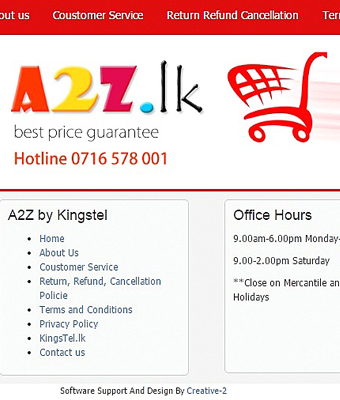 out us Coustomer Service Return Refund Cancellation
A2Z.lk
best price guarantee
Hotline 0716 578 001
A2Z by Kingstel
Home
About Us
Coustomer Service
Return, Refund, Cancellation
Policie
Terms and Conditions
Privacy Policy
KingsTel.lk
Contact us
Office Hours
9.00am-6.00pm Monday-
9.00-2.00pm Saturday
**Close on Mercantile an
Holidays
Software Support And Design By Creative-2